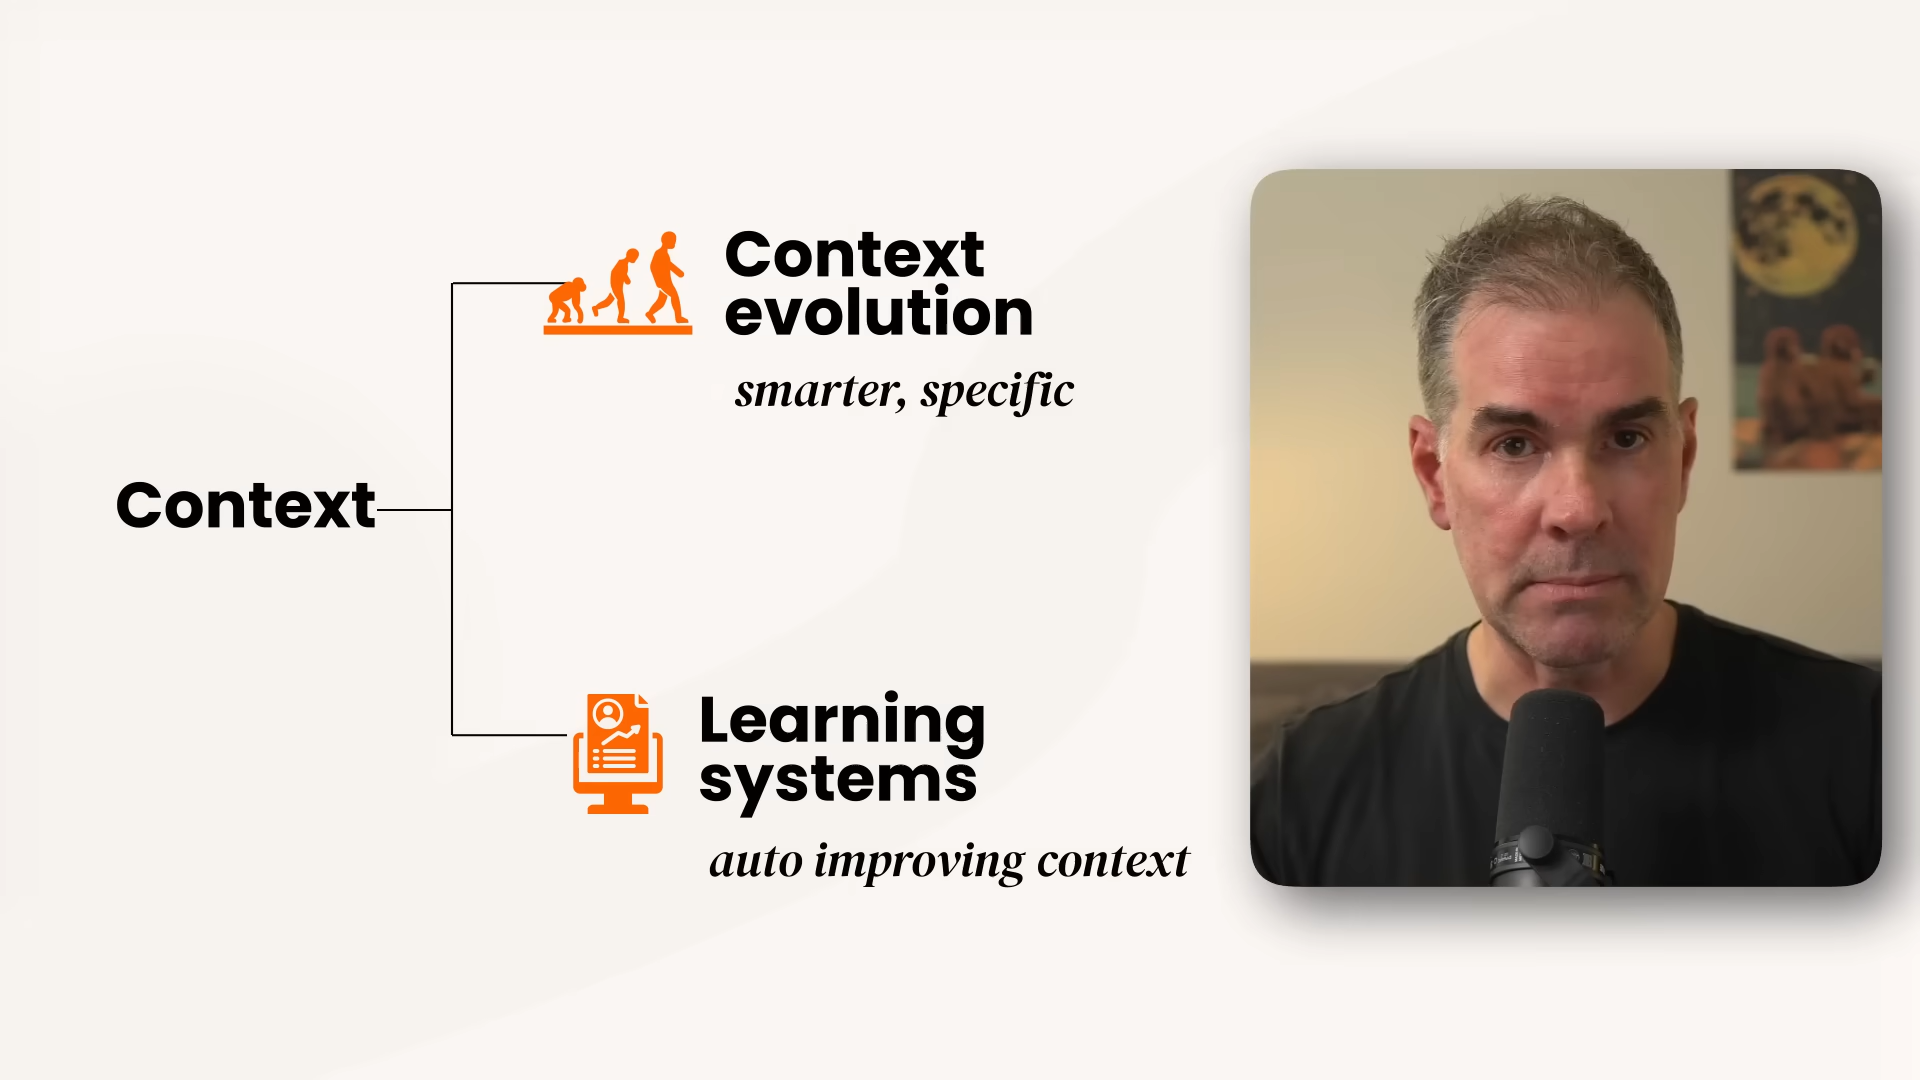 Context
Context
evolution
smarter, specific
Learning
systems
auto improving context